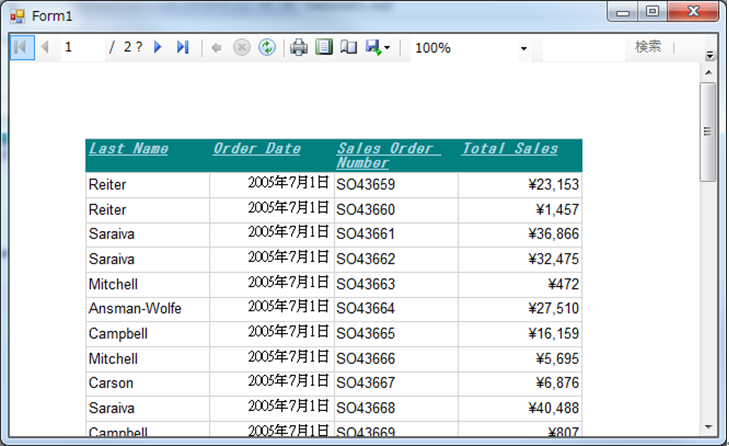 Form1
1 / 2 ? 100% 検索
Last Name Order Date Sales Order Number Total Sales
Reiter 2005年7月1日 SO43659 ¥23,153
Reiter 2005年7月1日 SO43660 ¥1,457
Saraiva 2005年7月1日 SO43661 ¥36,866
Saraiva 2005年7月1日 SO43662 ¥32,475
Mitchell 2005年7月1日 SO43663 ¥472
Ansman-Wolfe 2005年7月1日 SO43664 ¥27,510
Campbell 2005年7月1日 SO43665 ¥16,159
Mitchell 2005年7月1日 SO43666 ¥5,695
Carson 2005年7月1日 SO43667 ¥6,876
Saraiva 2005年7月1日 SO43668 ¥40,488
Campbell 2005年7月1日 SO43669 ¥807